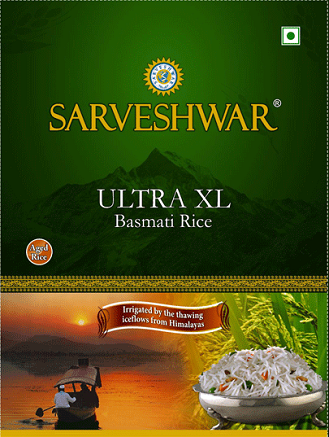 SARVESHWAR®
ULTRA XL
Basmati Rice
Aged
Rice
Irrigated by the thawing
iceflows from Himalayas